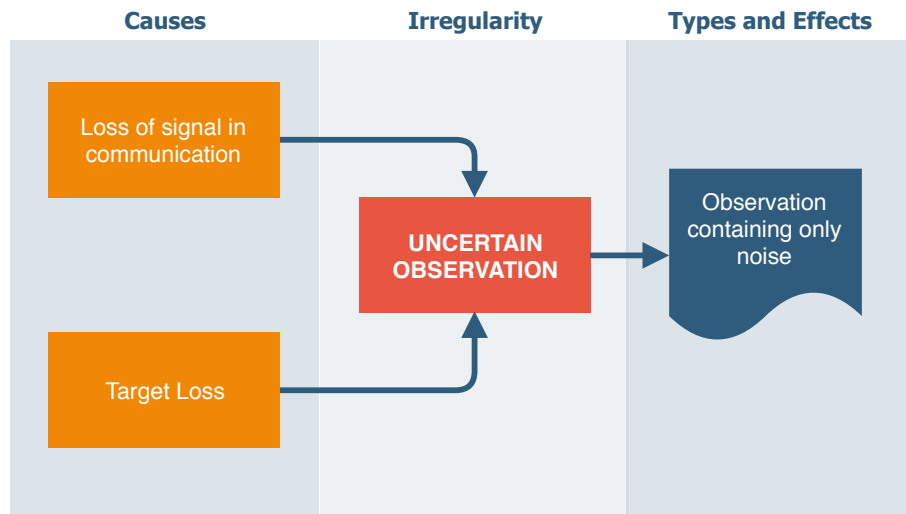 Causes
Irregularity
Types and Effects
Loss of signal in
communication
UNCERTAIN
OBSERVATION
Observation
containing only
noise
Target Loss